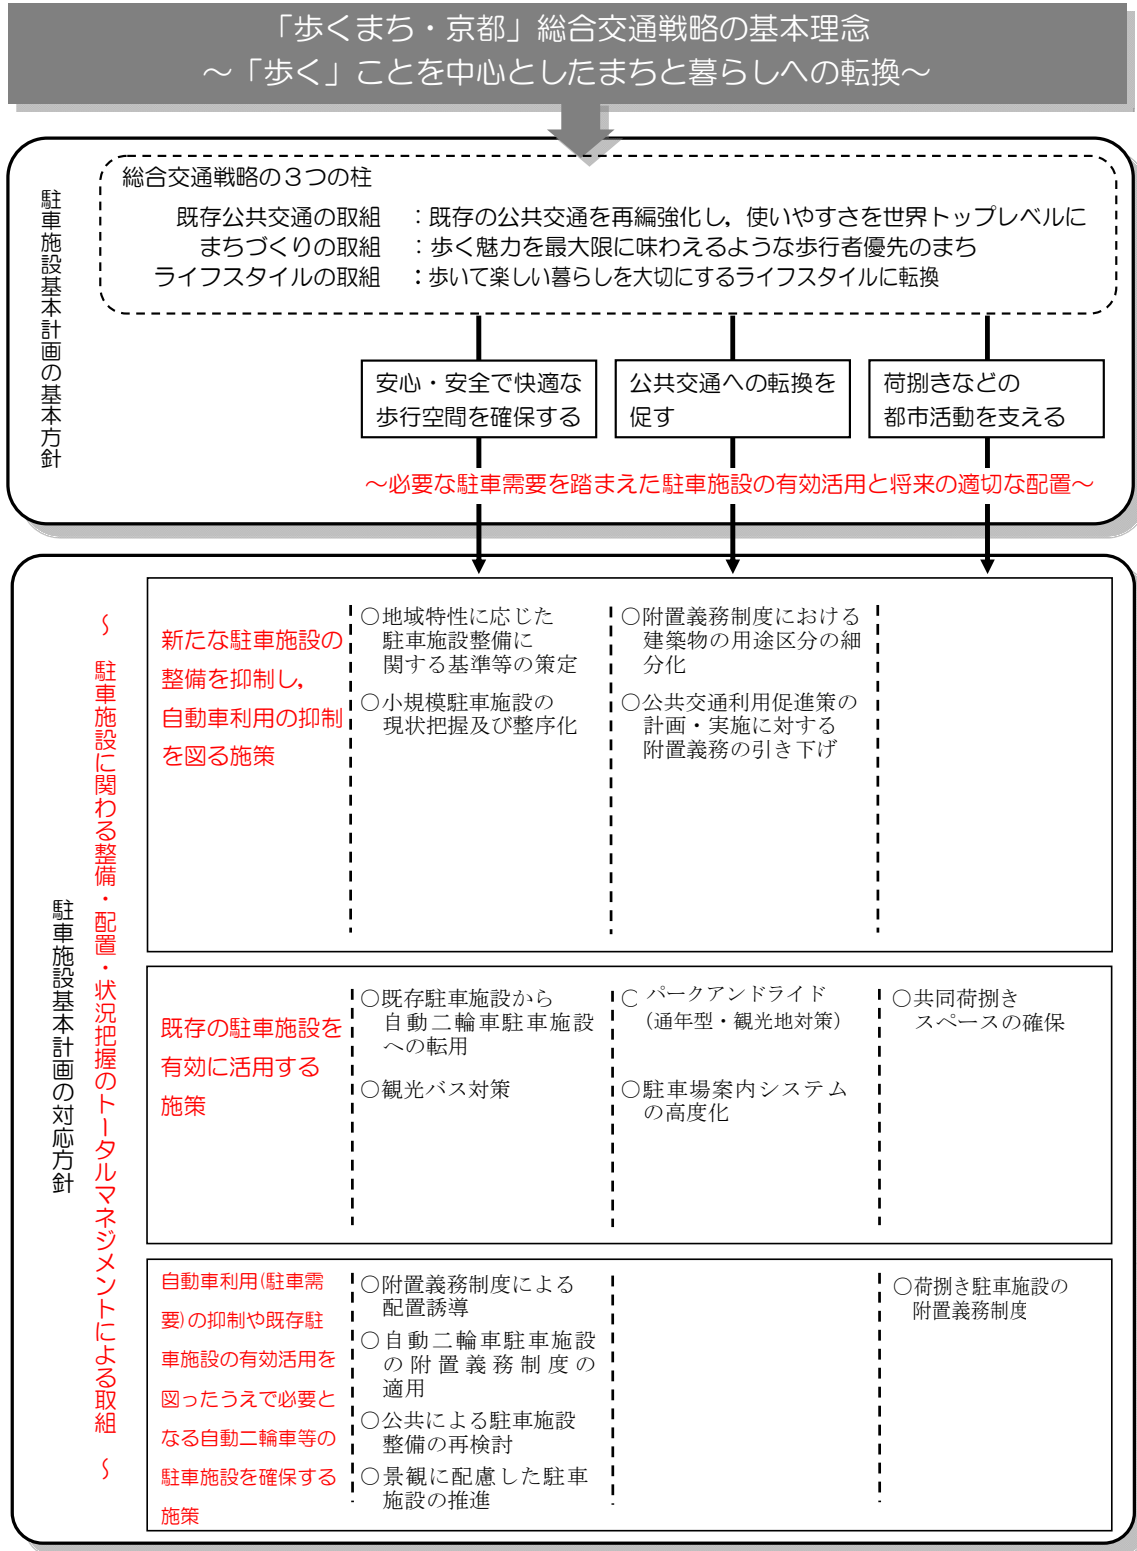 「歩くまち・京都」総合交通戦略の基本理念
～「歩く」ことを中心としたまちと暮らしへの転換～
駐車施設基本計画の基本方針
総合交通戦略の３つの柱
既存公共交通の取組　：既存の公共交通を再編強化し，使いやすさを世界トップレベルに
まちづくりの取組　：歩く魅力を最大限に味わえるような歩行者優先のまち
ライフスタイルの取組　：歩いて楽しい暮らしを大切にするライフスタイルに転換
安心・安全で快適な
歩行空間を確保する
公共交通への転換を
促す
荷捌きなどの
都市活動を支える
～必要な駐車需要を踏まえた駐車施設の有効活用と将来の適切な配置～
駐車施設基本計画の対応方針
～　駐車施設に関わる整備・配置・状況把握のトータルマネジメントによる取組　～
新たな駐車施設の
整備を抑制し，
自動車利用の抑制
を図る施策
○地域特性に応じた
駐車施設整備に
関する基準等の策定
○小規模駐車施設の
現状把握及び整序化
○附置義務制度における
建築物の用途区分の細
分化
○公共交通利用促進策の
計画・実施に対する
附置義務の引き下げ
既存の駐車施設を
有効に活用する
施策
○既存駐車施設から
自動二輪車駐車施設
への転用
○観光バス対策
○パークアンドライド
（通年型・観光地対策）
○駐車場案内システム
の高度化
○共同荷捌き
スペースの確保
自動車利用(駐車需
要)の抑制や既存駐
車施設の有効活用を
図ったうえで必要と
なる自動二輪車等の
駐車施設を確保する
施策
○附置義務制度による
配置誘導
○自動二輪車駐車施設
の附置義務制度の
適用
○公共による駐車施設
整備の再検討
○景観に配慮した駐車
施設の推進
○荷捌き駐車施設の
附置義務制度